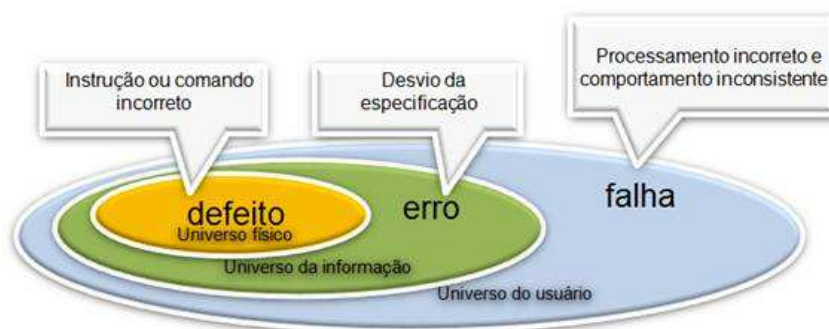 Instrução ou comando
incorreto
Desvio da
especificação
Processamento incorreto e
comportamento inconsistente
defeito
Universo físico
erro
Universo da informação
falha
Universo do usuário